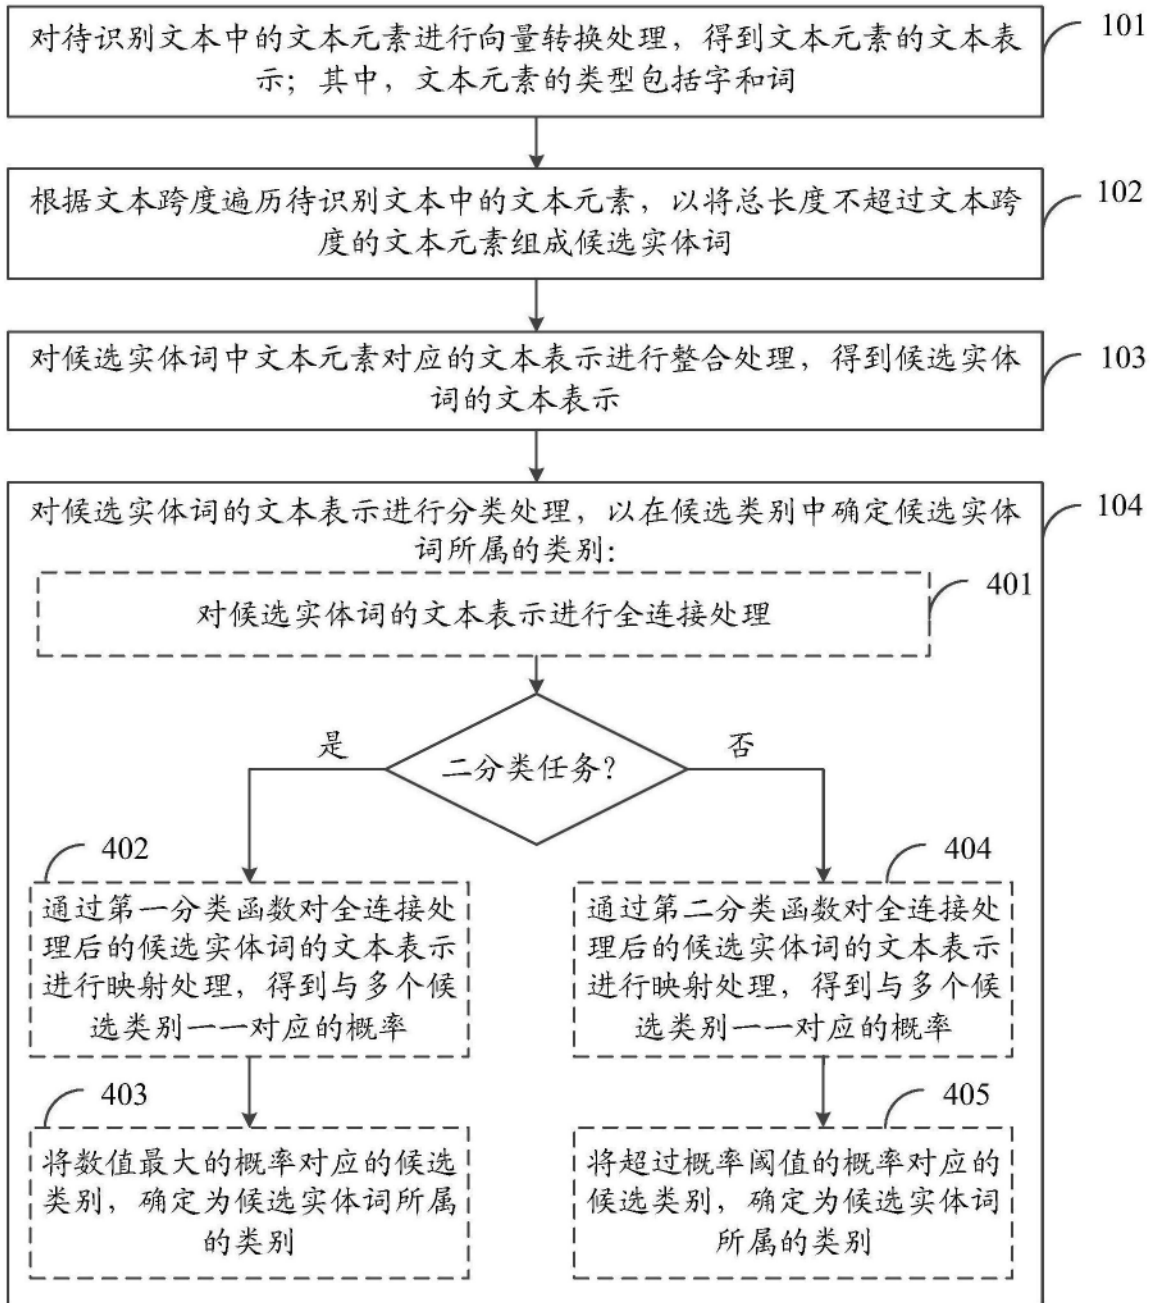 对待识别文本中的文本元素进行向量转换处理，得到文本元素的文本表
示；其中，文本元素的类型包括字和词
101
根据文本跨度遍历待识别文本中的文本元素，以将总长度不超过文本跨
度的文本元素组成候选实体词
102
对候选实体词中文本元素对应的文本表示进行整合处理，得到候选实体
词的文本表示
103
对候选实体词的文本表示进行分类处理，以在候选类别中确定候选实体
词所属的类别：
104
对候选实体词的文本表示进行全连接处理
401
二分类任务？
是
否
402
通过第一分类函数对全连接处
理后的候选实体词的文本表示
进行映射处理，得到与多个候
选类别一一对应的概率
404
通过第二分类函数对全连接处
理后的候选实体词的文本表示
进行映射处理，得到与多个候
选类别一一对应的概率
403
将数值最大的概率对应的候选
类别，确定为候选实体词所属
的类别
405
将超过概率阈值的概率对应的
候选类别，确定为候选实体词
所属的类别